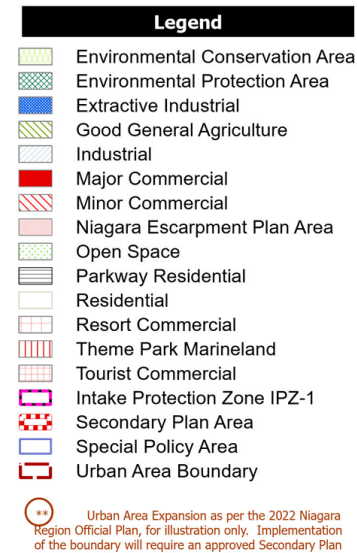 Legend
Environmental Conservation Area
Environmental Protection Area
Extractive Industrial
Good General Agriculture
Industrial
Major Commercial
Minor Commercial
Niagara Escarpment Plan Area
Open Space
Parkway Residential
Residential
Resort Commercial
Theme Park Marineland
Tourist Commercial
Intake Protection Zone IPZ-1
Secondary Plan Area
Special Policy Area
Urban Area Boundary
** Urban Area Expansion as per the 2022 Niagara
Region Official Plan, for illustration only. Implementation
of the boundary will require an approved Secondary Plan